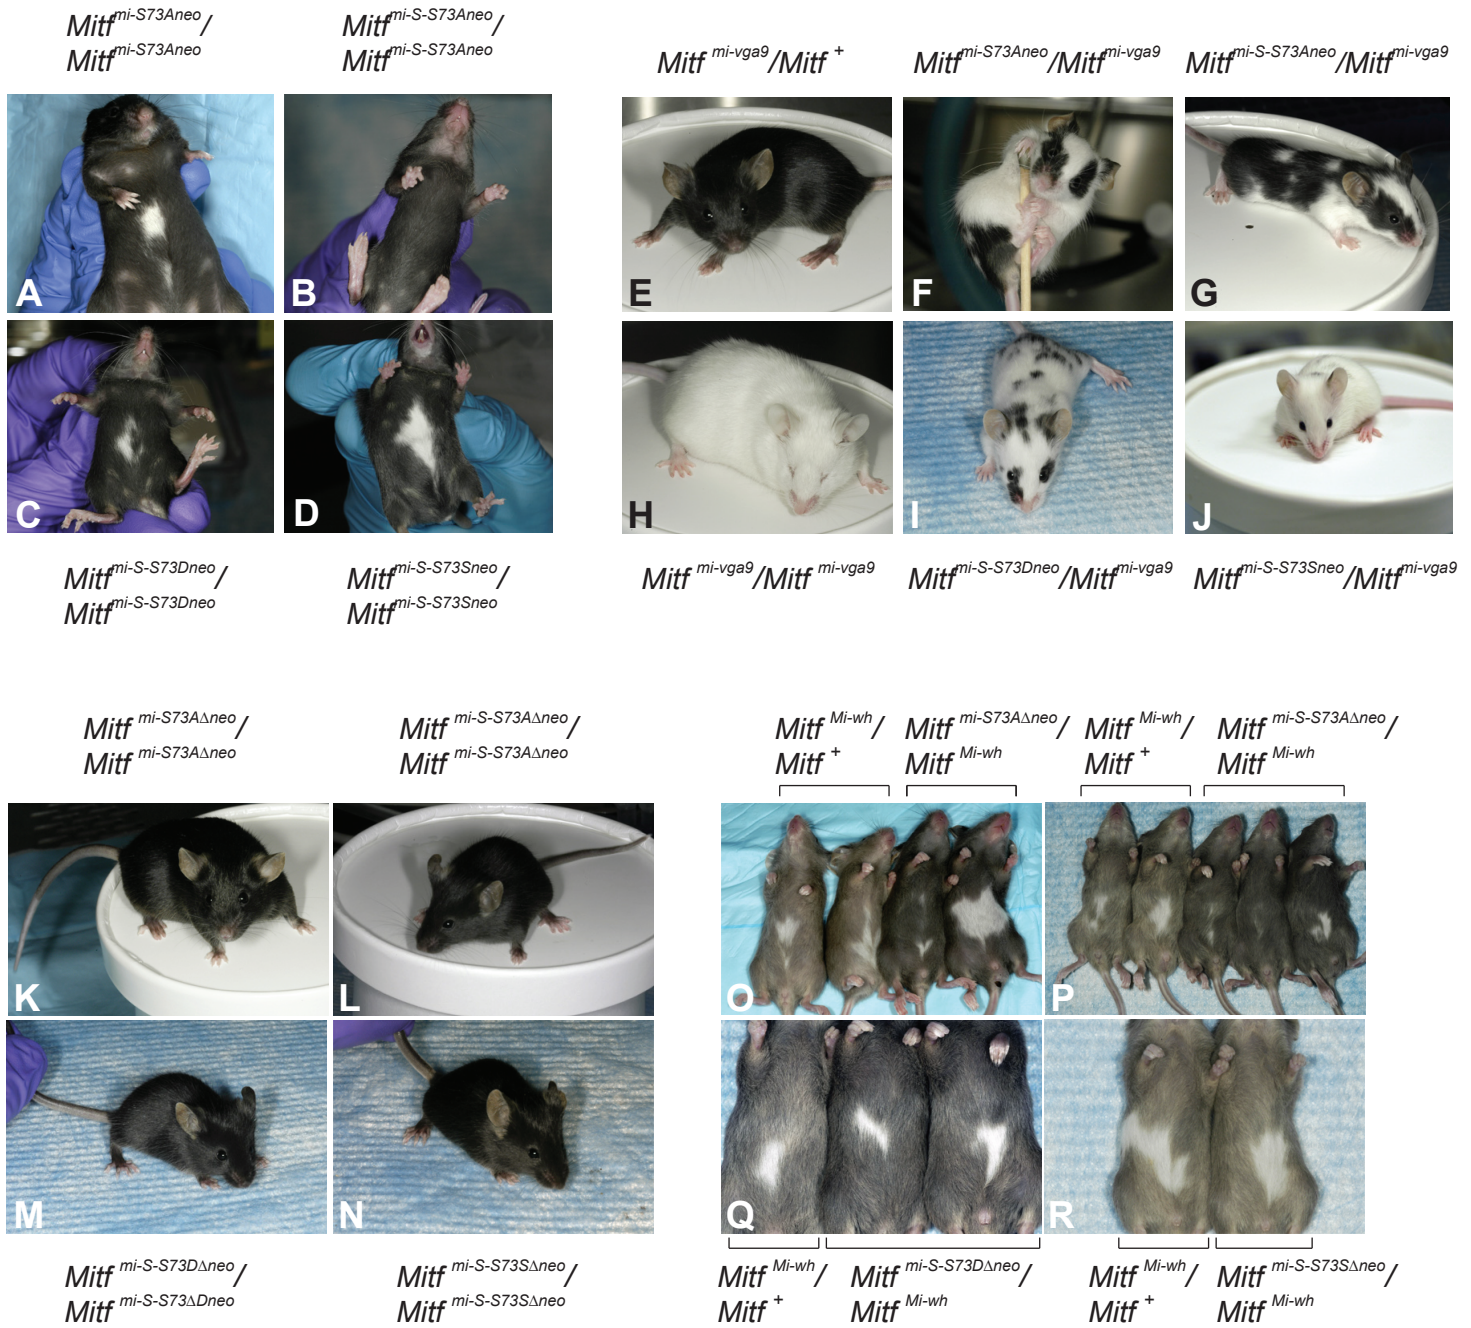 Mitf mi-S73Aneo/
Mitf mi-S73Aneo
Mitf mi-S-S73Aneo/
Mitf mi-S-S73Aneo
Mitf mi-vga9/Mitf +
Mitf mi-S73Aneo/Mitf mi-vga9
Mitf mi-S-S73Aneo/Mitf mi-vga9
A
B
E
F
G
C
D
H
I
J
Mitf mi-S-S73Dneo/
Mitf mi-S-S73Dneo
Mitf mi-S-S73Sneo/
Mitf mi-S-S73Sneo
Mitf mi-vga9/Mitf mi-vga9
Mitf mi-S-S73Dneo/Mitf mi-vga9
Mitf mi-S-S73Sneo/Mitf mi-vga9
Mitf mi-S73AΔneo/
Mitf mi-S73AΔneo
Mitf mi-S-S73AΔneo/
Mitf mi-S-S73AΔneo
Mitf Mi-wh/
Mitf +
Mitf mi-S73AΔneo/
Mitf Mi-wh
Mitf Mi-wh/
Mitf +
Mitf mi-S-S73AΔneo/
Mitf Mi-wh
K
L
O
P
M
N
Q
R
Mitf mi-S-S73DΔneo/
Mitf mi-S-S73ΔDneo
Mitf mi-S-S73SΔneo/
Mitf mi-S-S73SΔneo
Mitf Mi-wh/
Mitf +
Mitf mi-S-S73DΔneo/
Mitf Mi-wh
Mitf Mi-wh/
Mitf +
Mitf mi-S-S73SΔneo/
Mitf Mi-wh